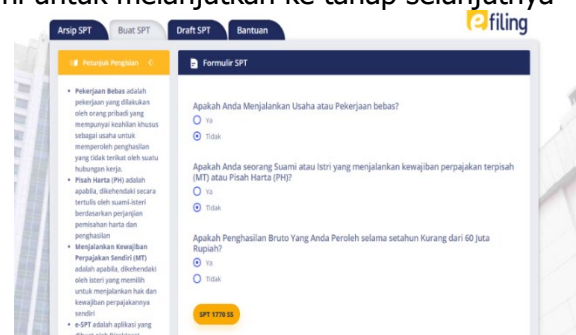 ni untuk melanjutkan ke tahap selanjutnya
Arsip SPT
Buat SPT
Draft SPT
Bantuan
e filing
Petunjuk Pengisian
Formulir SPT
• Pekerjaan Bebas adalah
pekerjaan yang dilakukan
oleh orang pribadi yang
mempunyai keahlian khusus
sebagai usaha untuk
memperoleh penghasilan
yang tidak terikat oleh suatu
hubungan kerja.
• Pisah Harta (PH) adalah
apabila, dikehendaki secara
tertulis oleh suami-isteri
berdasarkan perjanjian
pemisahan harta dan
penghasilan
• Menjalankan Kewajiban
Perpajakan Sendiri (MT)
adalah apabila, dikehendaki
oleh isteri yang memilih
untuk menjalankan hak dan
kewajiban perpajakannya
sendiri
• e-SPT adalah aplikasi yang
Apakah Anda Menjalankan Usaha atau Pekerjaan bebas?
Ya
Tidak
Apakah Anda seorang Suami atau Istri yang menjalankan kewajiban perpajakan terpisah
(MT) atau Pisah Harta (PH)?
Ya
Tidak
Apakah Penghasilan Bruto Yang Anda Peroleh selama setahun Kurang dari 60 Juta
Rupiah?
Ya
Tidak
SPT 1770 SS